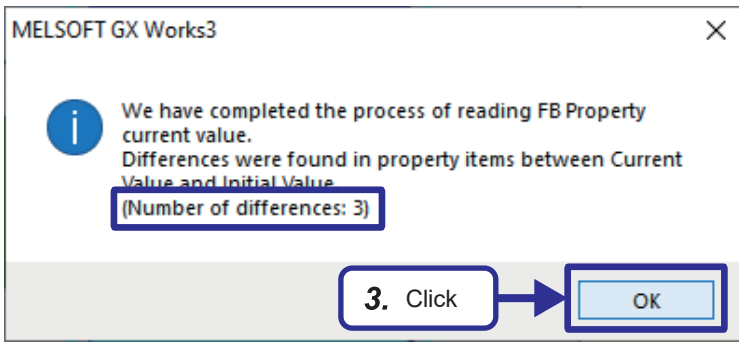 MELSOFT GX Works3
We have completed the process of reading FB Property
current value.
Differences were found in property items between Current
Value and Initial Value.
(Number of differences: 3)
3. Click
OK